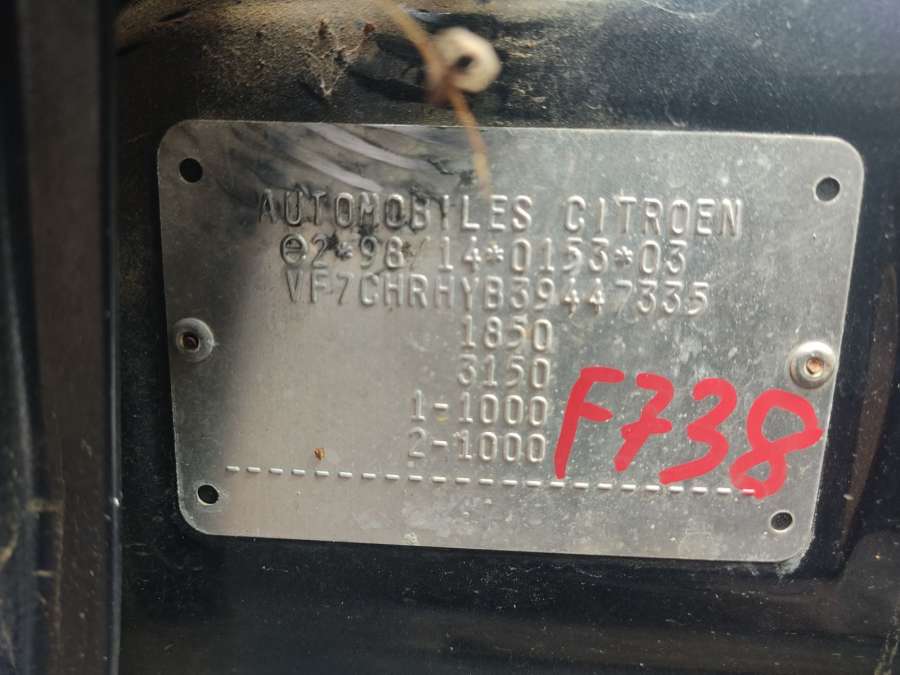 AUTOMOBILES CITROEN
e2*98/14*0153*03
VF7CHRHYB39447335
1850
3150
1-1000
2-1000
F738